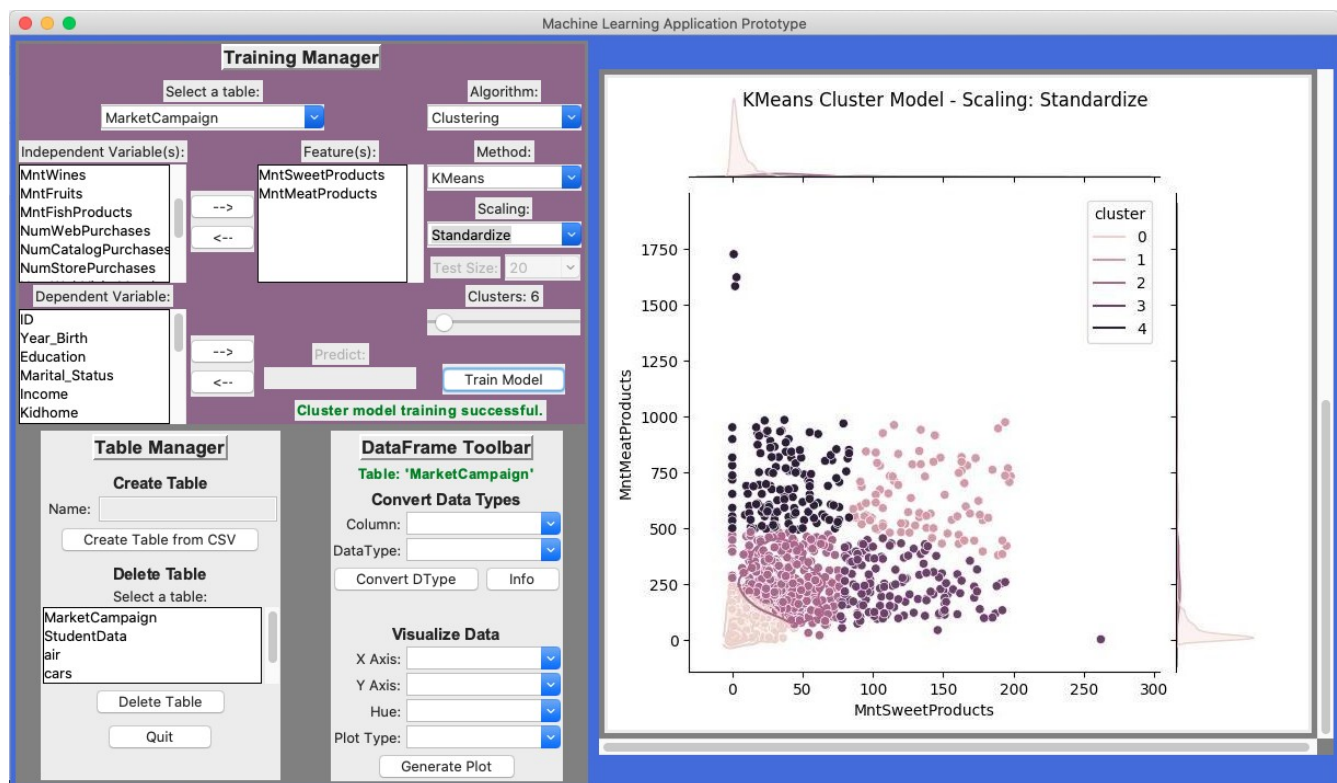 Machine Learning Application Prototype
Training Manager
Select a table:
MarketCampaign
Algorithm:
Clustering
Independent Variable(s):
MntWines
MntFruits
MntFishProducts
NumWebPurchases
NumCatalogPurchases
NumStorePurchases
-->
<--
Feature(s):
MntSweetProducts
MntMeatProducts
Method:
KMeans
Scaling:
Standardize
Test Size: 20
Clusters: 6
Dependent Variable:
ID
Year_Birth
Education
Marital_Status
Income
Kidhome
-->
<--
Predict:
Train Model
Cluster model training successful.
Table Manager
Create Table
Name:
Create Table from CSV
Delete Table
Select a table:
MarketCampaign
StudentData
air
cars
Delete Table
Quit
DataFrame Toolbar
Table: 'MarketCampaign'
Convert Data Types
Column:
DataType:
Convert DType
Info
Visualize Data
X Axis:
Y Axis:
Hue:
Plot Type:
Generate Plot
KMeans Cluster Model - Scaling: Standardize
cluster
0
1
2
3
4
MntMeatProducts
1750
1500
1250
1000
750
500
250
0
0 50 100 150 200 250 300
MntSweetProducts